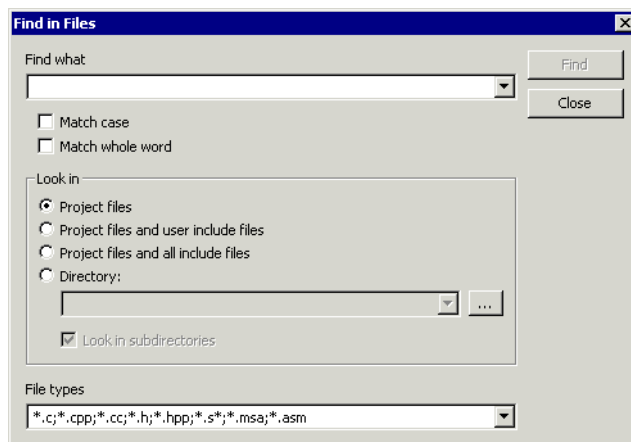 Find in Files
Find what
Find
Close
Match case
Match whole word
Look in
Project files
Project files and user include files
Project files and all include files
Directory:
...
Look in subdirectories
File types
*.c;*.cpp;*.cc;*.h;*.hpp;*.s*;*.msa;*.asm